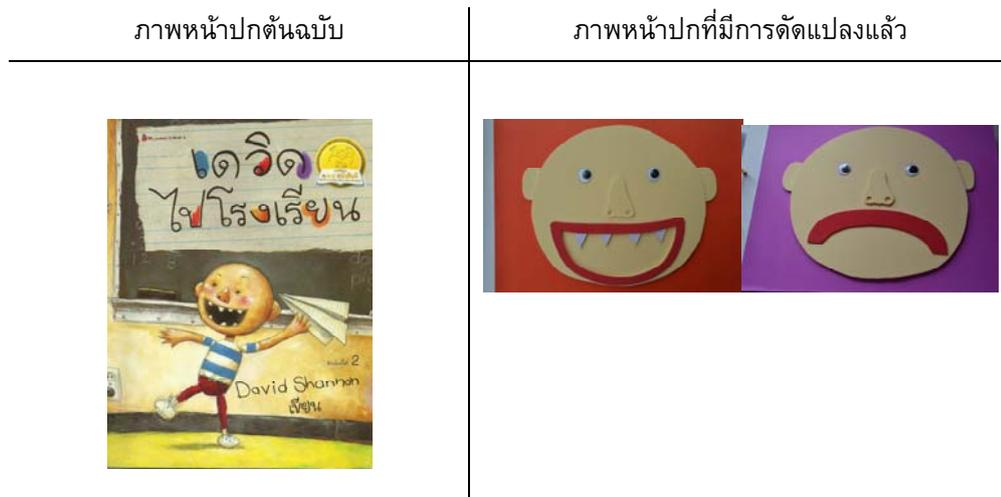 ภาพหน้าปกต้นฉบับ
ภาพหน้าปกที่มีการดัดแปลงแล้ว
เดวิด
ไปโรงเรียน
2
David Shannon
เขียน